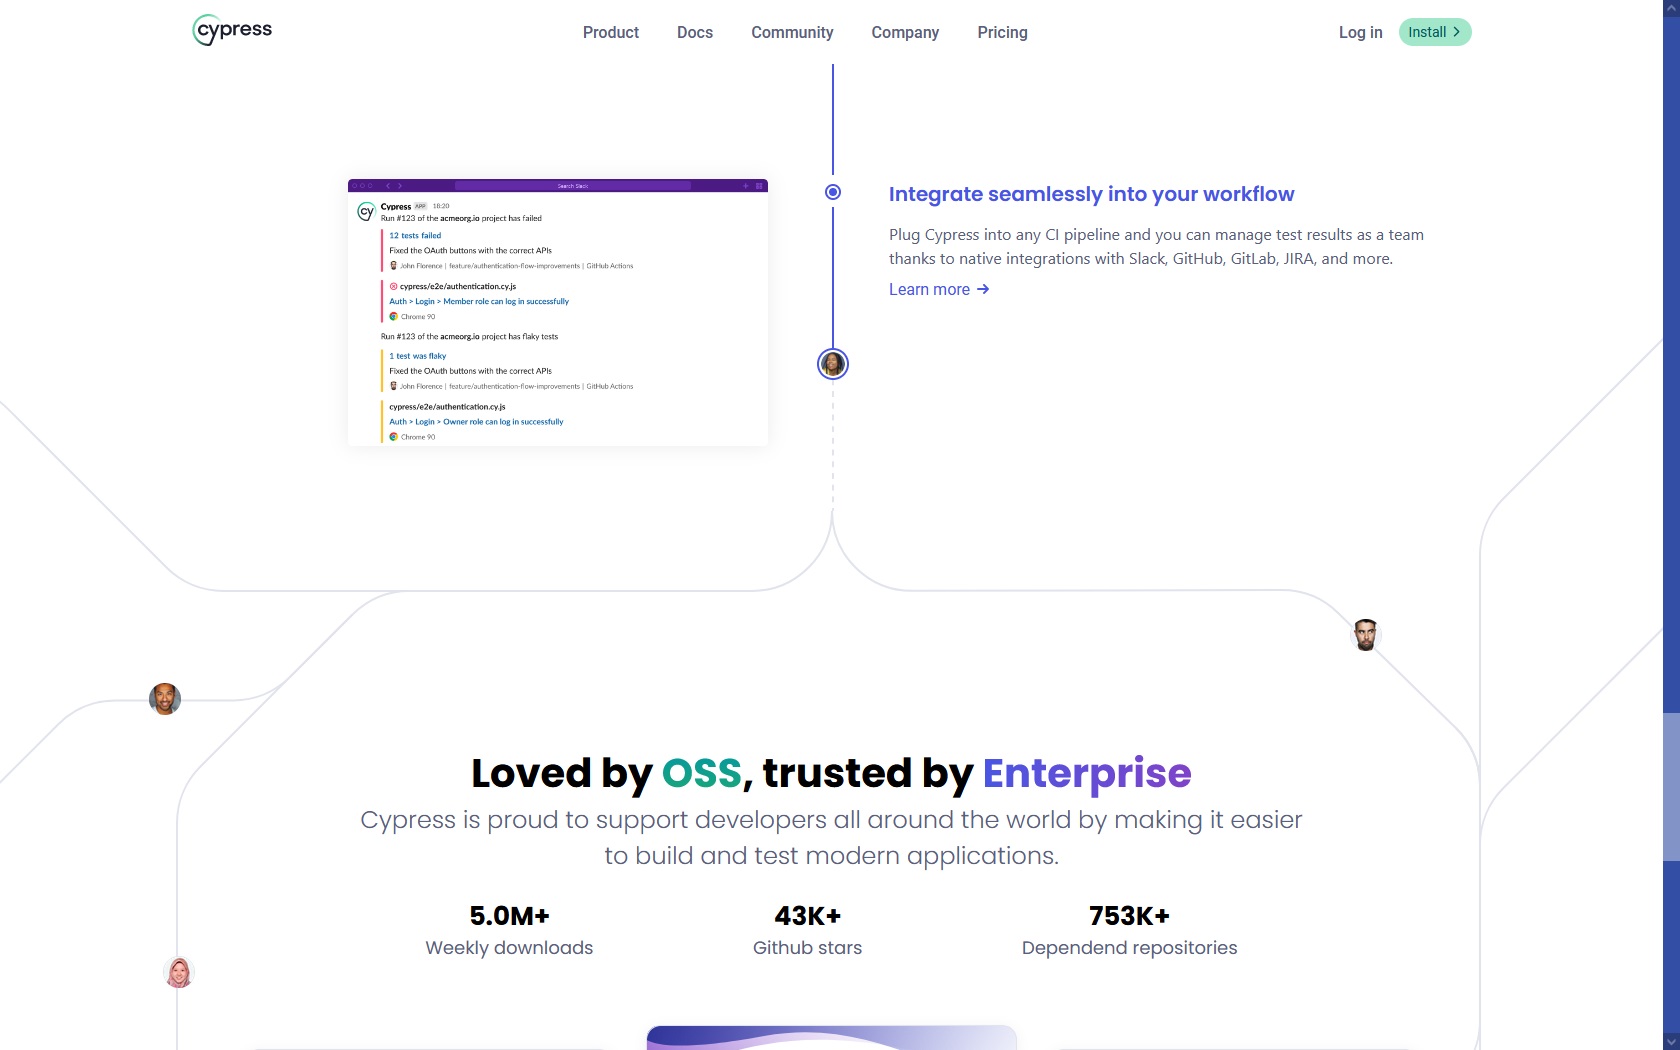 cypress
Product
Docs
Community
Company
Pricing
Log in
Install
Search Slack
cy
Cypress APP 18:20
Run #123 of the acmeorg.io project has failed
12 tests failed
Fixed the OAuth buttons with the correct APIs
John Florence | feature/authentication-flow-improvements | GitHub Actions
cypress/e2e/authentication.cy.js
Auth > Login > Member role can log in successfully
Chrome 90
Run #123 of the acmeorg.io project has flaky tests
1 test was flaky
Fixed the OAuth buttons with the correct APIs
John Florence | feature/authentication-flow-improvements | GitHub Actions
cypress/e2e/authentication.cy.js
Auth > Login > Owner role can log in successfully
Chrome 90
Integrate seamlessly into your workflow
Plug Cypress into any CI pipeline and you can manage test results as a team
thanks to native integrations with Slack, GitHub, GitLab, JIRA, and more.
Learn more
Loved by OSS, trusted by Enterprise
Cypress is proud to support developers all around the world by making it easier
to build and test modern applications.
5.0M+
Weekly downloads
43K+
Github stars
753K+
Dependend repositories